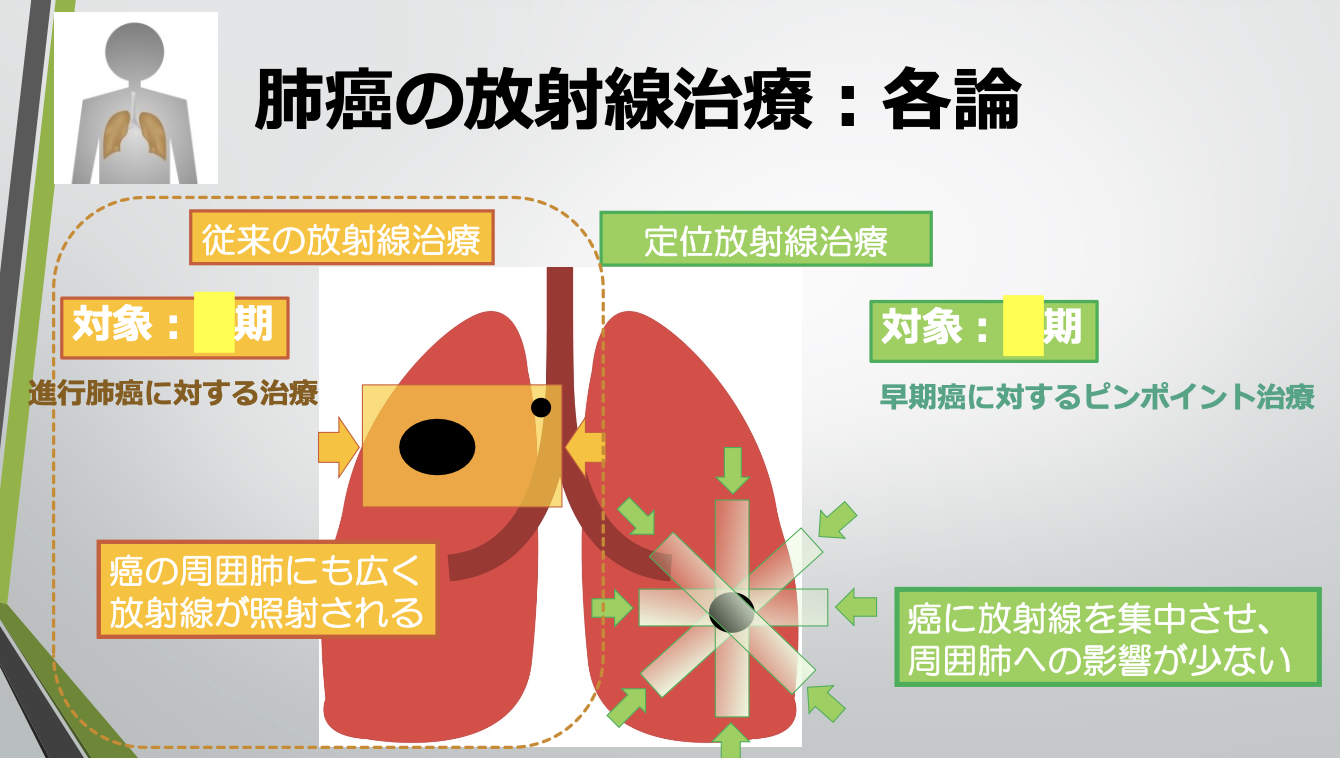 肺癌の放射線治療：各論
従来の放射線治療
定位放射線治療
対象： 期
対象： 期
進行肺癌に対する治療
早期癌に対するピンポイント治療
癌の周囲肺にも広く
放射線が照射される
癌に放射線を集中させ、
周囲肺への影響が少ない